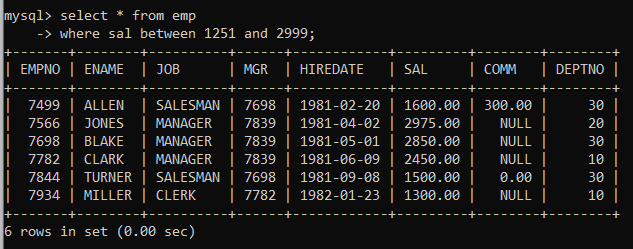 mysql> select * from emp
    -> where sal between 1251 and 2999;
+-------+--------+----------+------+------------+---------+--------+--------+
| EMPNO | ENAME  | JOB      | MGR  | HIREDATE   | SAL     | COMM   | DEPTNO |
+-------+--------+----------+------+------------+---------+--------+--------+
|  7499 | ALLEN  | SALESMAN | 7698 | 1981-02-20 | 1600.00 | 300.00 |     30 |
|  7566 | JONES  | MANAGER  | 7839 | 1981-04-02 | 2975.00 |   NULL |     20 |
|  7698 | BLAKE  | MANAGER  | 7839 | 1981-05-01 | 2850.00 |   NULL |     30 |
|  7782 | CLARK  | MANAGER  | 7839 | 1981-06-09 | 2450.00 |   NULL |     10 |
|  7844 | TURNER | SALESMAN | 7698 | 1981-09-08 | 1500.00 |   0.00 |     30 |
|  7934 | MILLER | CLERK    | 7782 | 1982-01-23 | 1300.00 |   NULL |     10 |
+-------+--------+----------+------+------------+---------+--------+--------+
6 rows in set (0.00 sec)